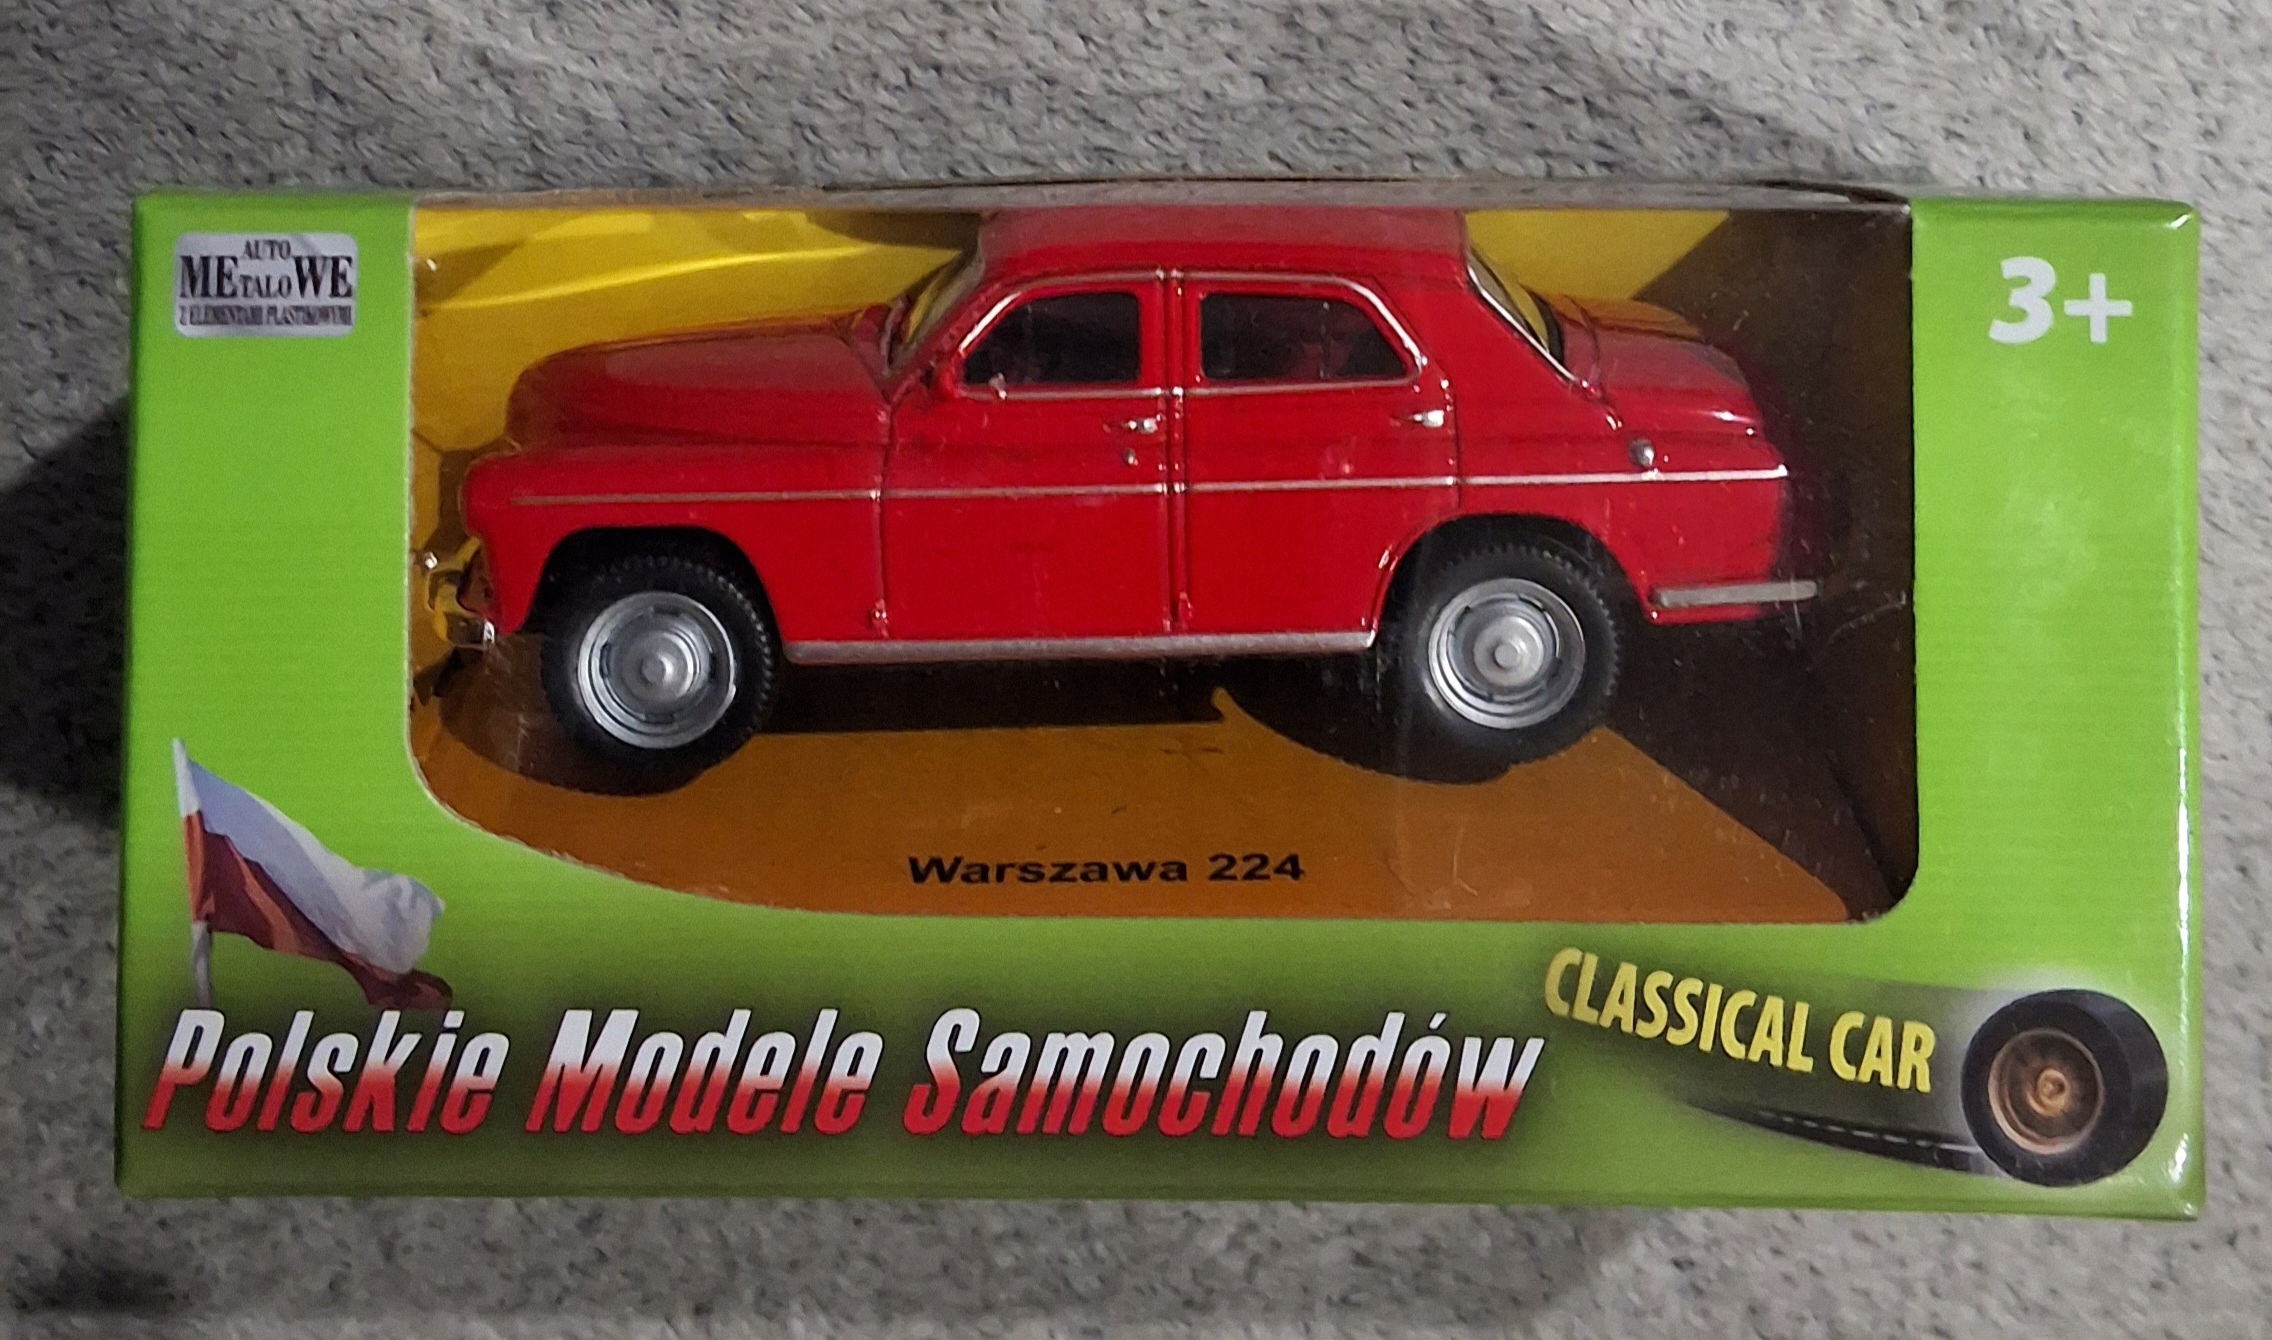 AUTO
METALOWE
Z ELEMENTAMI PLASTIKOWYMI
3+
Warszawa 224
CLASSICAL CAR
Polskie Modele Samochodów